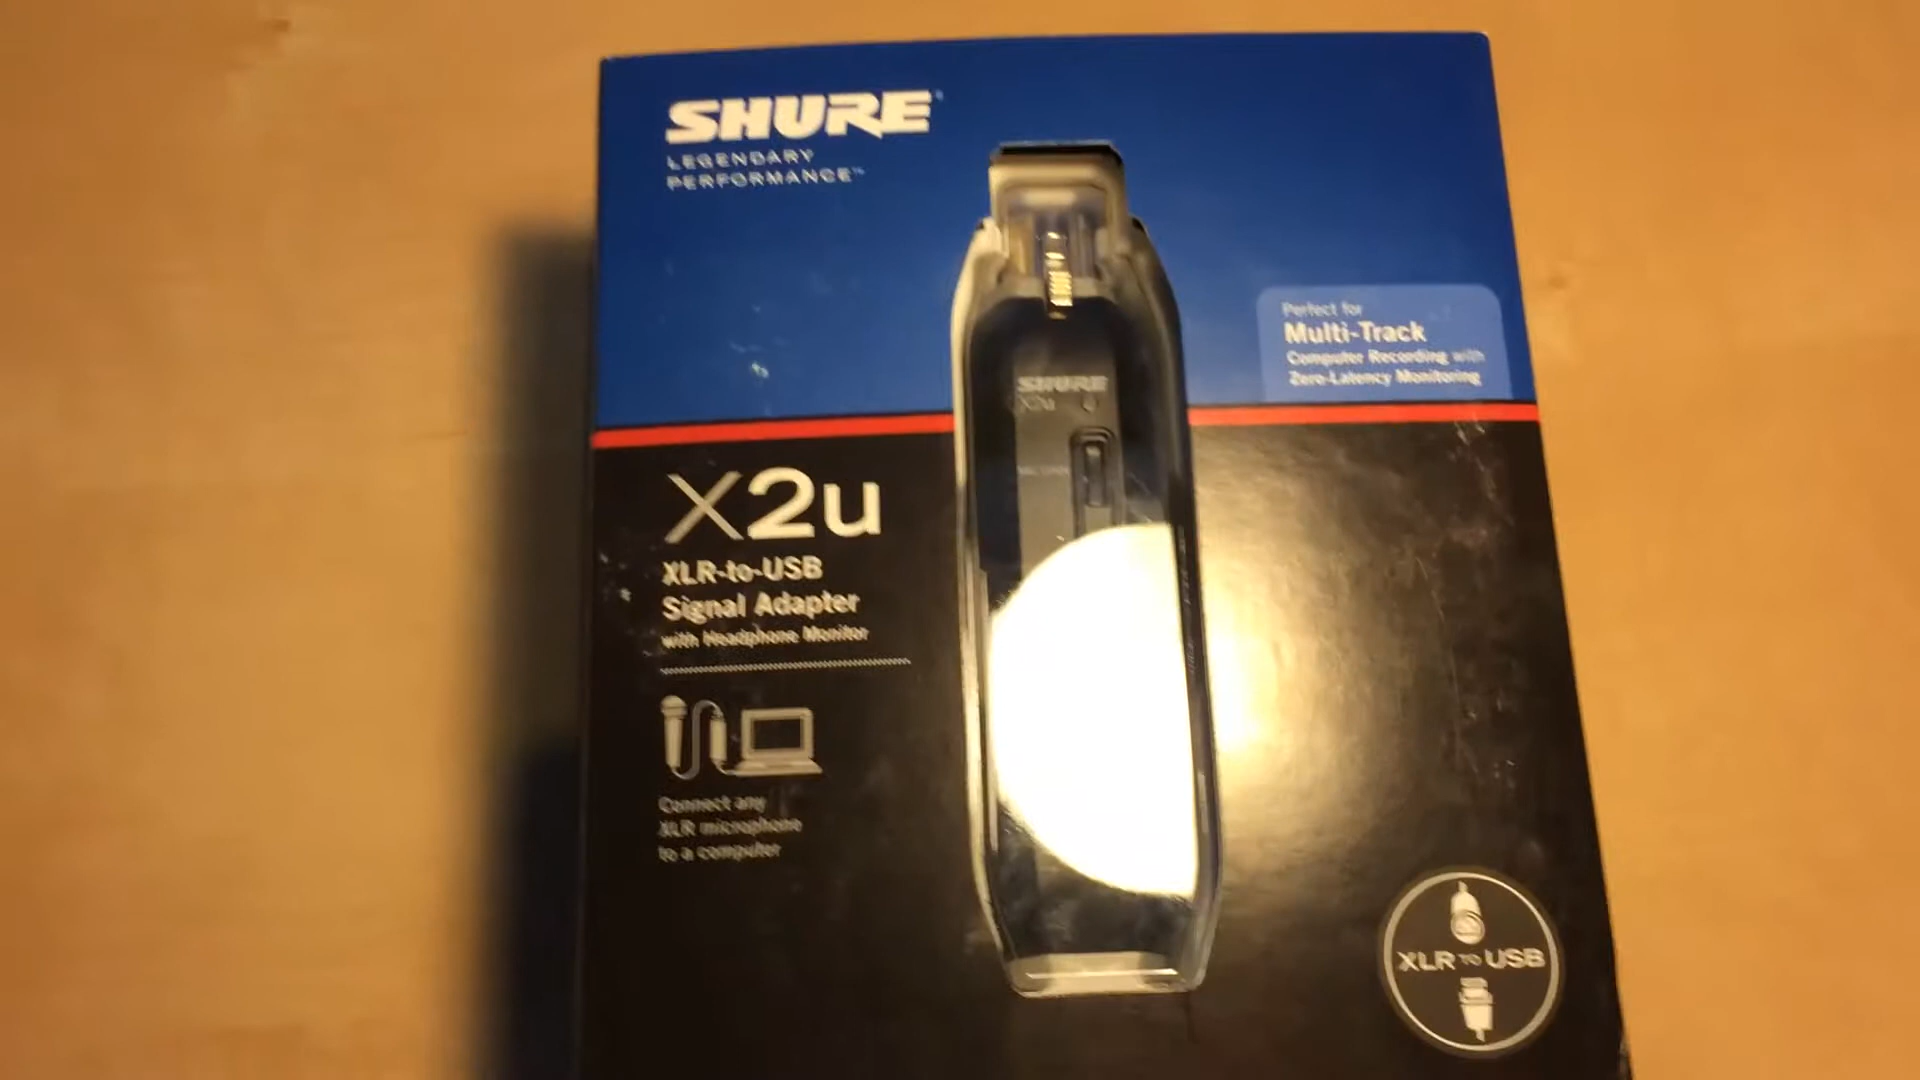 SHURE
LEGENDARY
PERFORMANCE™
Perfect for
Multi-Track
Computer Recording with
Zero-Latency Monitoring
SHURE
X2u
X2u
XLR-to-USB
Signal Adapter
with Headphone Monitor
Connect any
XLR microphone
to a computer
XLR TO USB